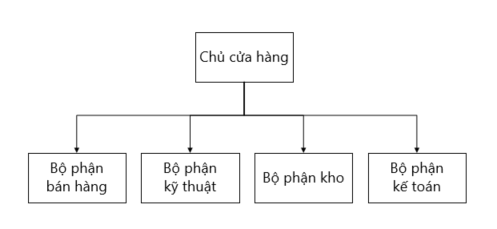 Chủ cửa hàng
Bộ phận
bán hàng
Bộ phận
kỹ thuật
Bộ phận kho
Bộ phận
kế toán